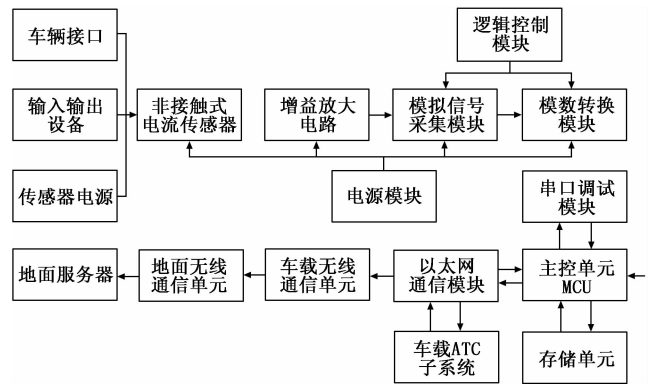 车辆接口
输入输出
设备
传感器电源
非接触式
电流传感器
增益放大
电路
模拟信号
采集模块
逻辑控制
模块
模数转换
模块
电源模块
串口调试
模块
地面服务器
地面无线
通信单元
车载无线
通信单元
以太网
通信模块
主控单元
MCU
车载ATC
子系统
存储单元